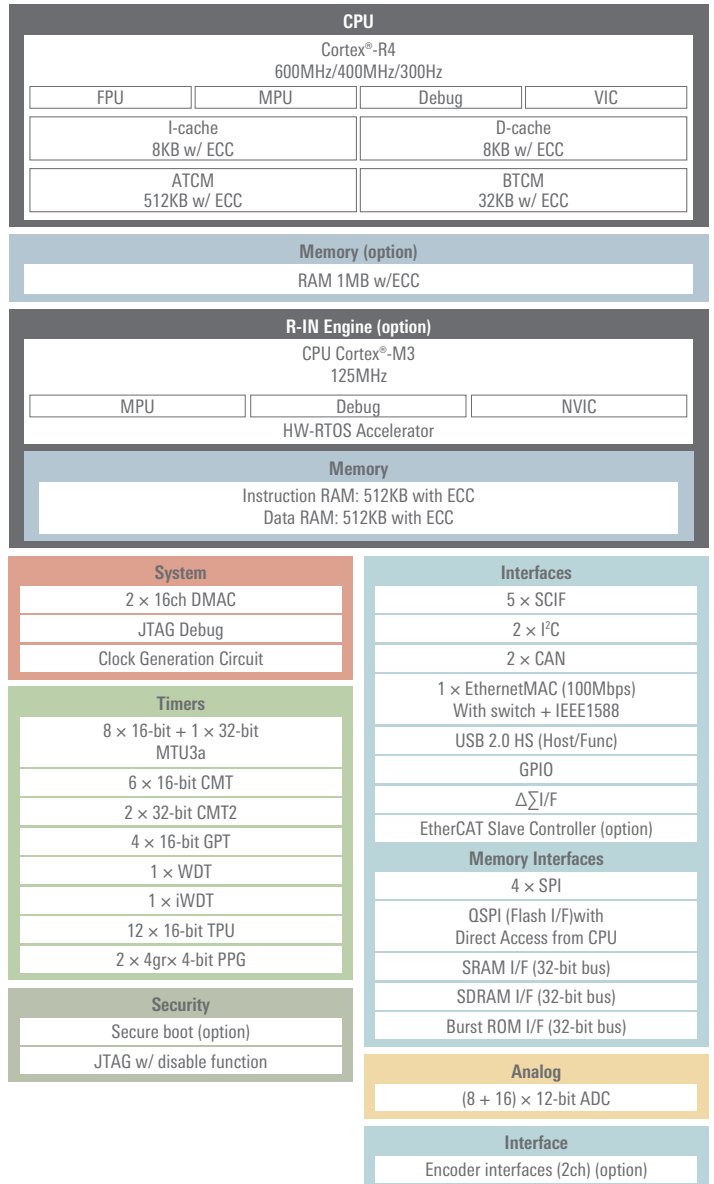 CPU
Cortex®-R4
600MHz/400MHz/300Hz
FPU MPU Debug VIC
I-cache
8KB w/ ECC
D-cache
8KB w/ ECC
ATCM
512KB w/ ECC
BTCM
32KB w/ ECC
Memory (option)
RAM 1MB w/ECC
R-IN Engine (option)
CPU Cortex®-M3
125MHz
MPU Debug NVIC
HW-RTOS Accelerator
Memory
Instruction RAM: 512KB with ECC
Data RAM: 512KB with ECC
System
2 × 16ch DMAC
JTAG Debug
Clock Generation Circuit
Timers
8 × 16-bit + 1 × 32-bit
MTU3a
6 × 16-bit CMT
2 × 32-bit CMT2
4 × 16-bit GPT
1 × WDT
1 × iWDT
12 × 16-bit TPU
2 × 4gr× 4-bit PPG
Security
Secure boot (option)
JTAG w/ disable function
Interfaces
5 × SCIF
2 × I²C
2 × CAN
1 × EthernetMAC (100Mbps)
With switch + IEEE1588
USB 2.0 HS (Host/Func)
GPIO
Δ∑I/F
EtherCAT Slave Controller (option)
Memory Interfaces
4 × SPI
QSPI (Flash I/F)with
Direct Access from CPU
SRAM I/F (32-bit bus)
SDRAM I/F (32-bit bus)
Burst ROM I/F (32-bit bus)
Analog
(8 + 16) × 12-bit ADC
Interface
Encoder interfaces (2ch) (option)